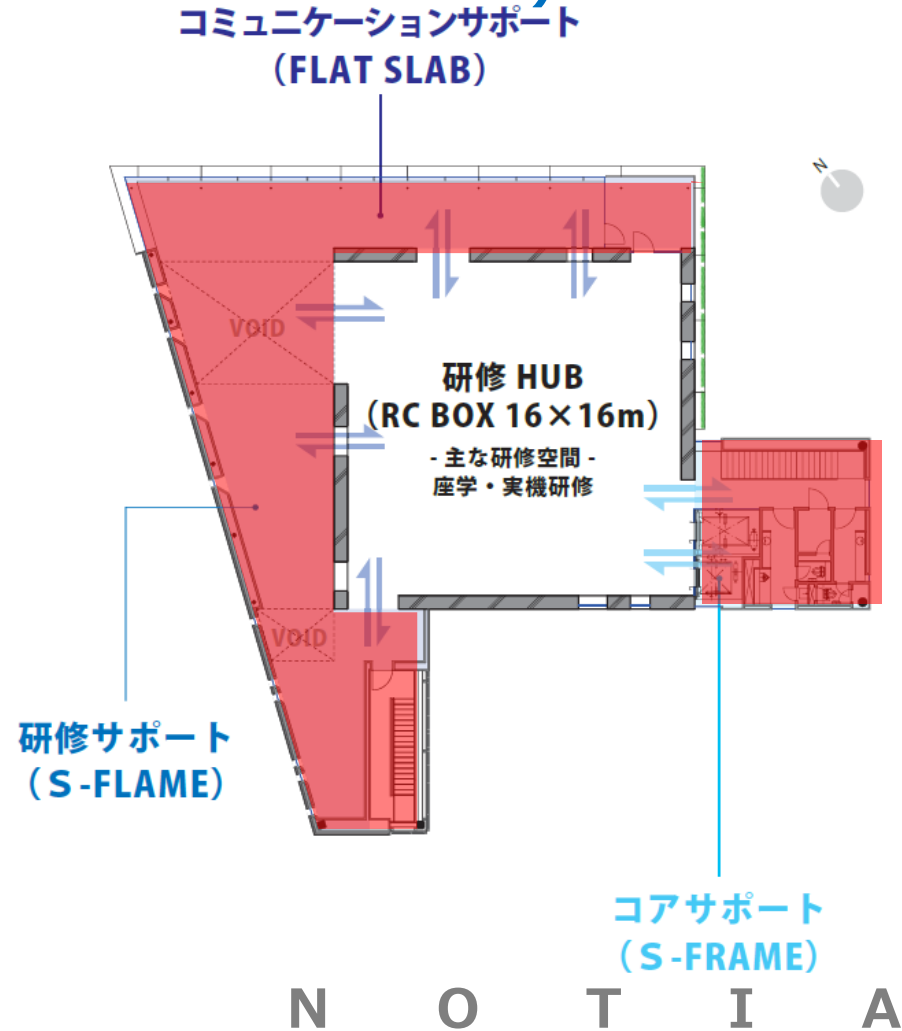 コミュニケーションサポート
（FLAT SLAB）
N
VOID
研修 HUB
（RC BOX 16×16m）
- 主な研修空間 -
座学・実機研修
VOID
研修サポート
（S-FLAME）
コアサポート
（S-FRAME）
N O T I A